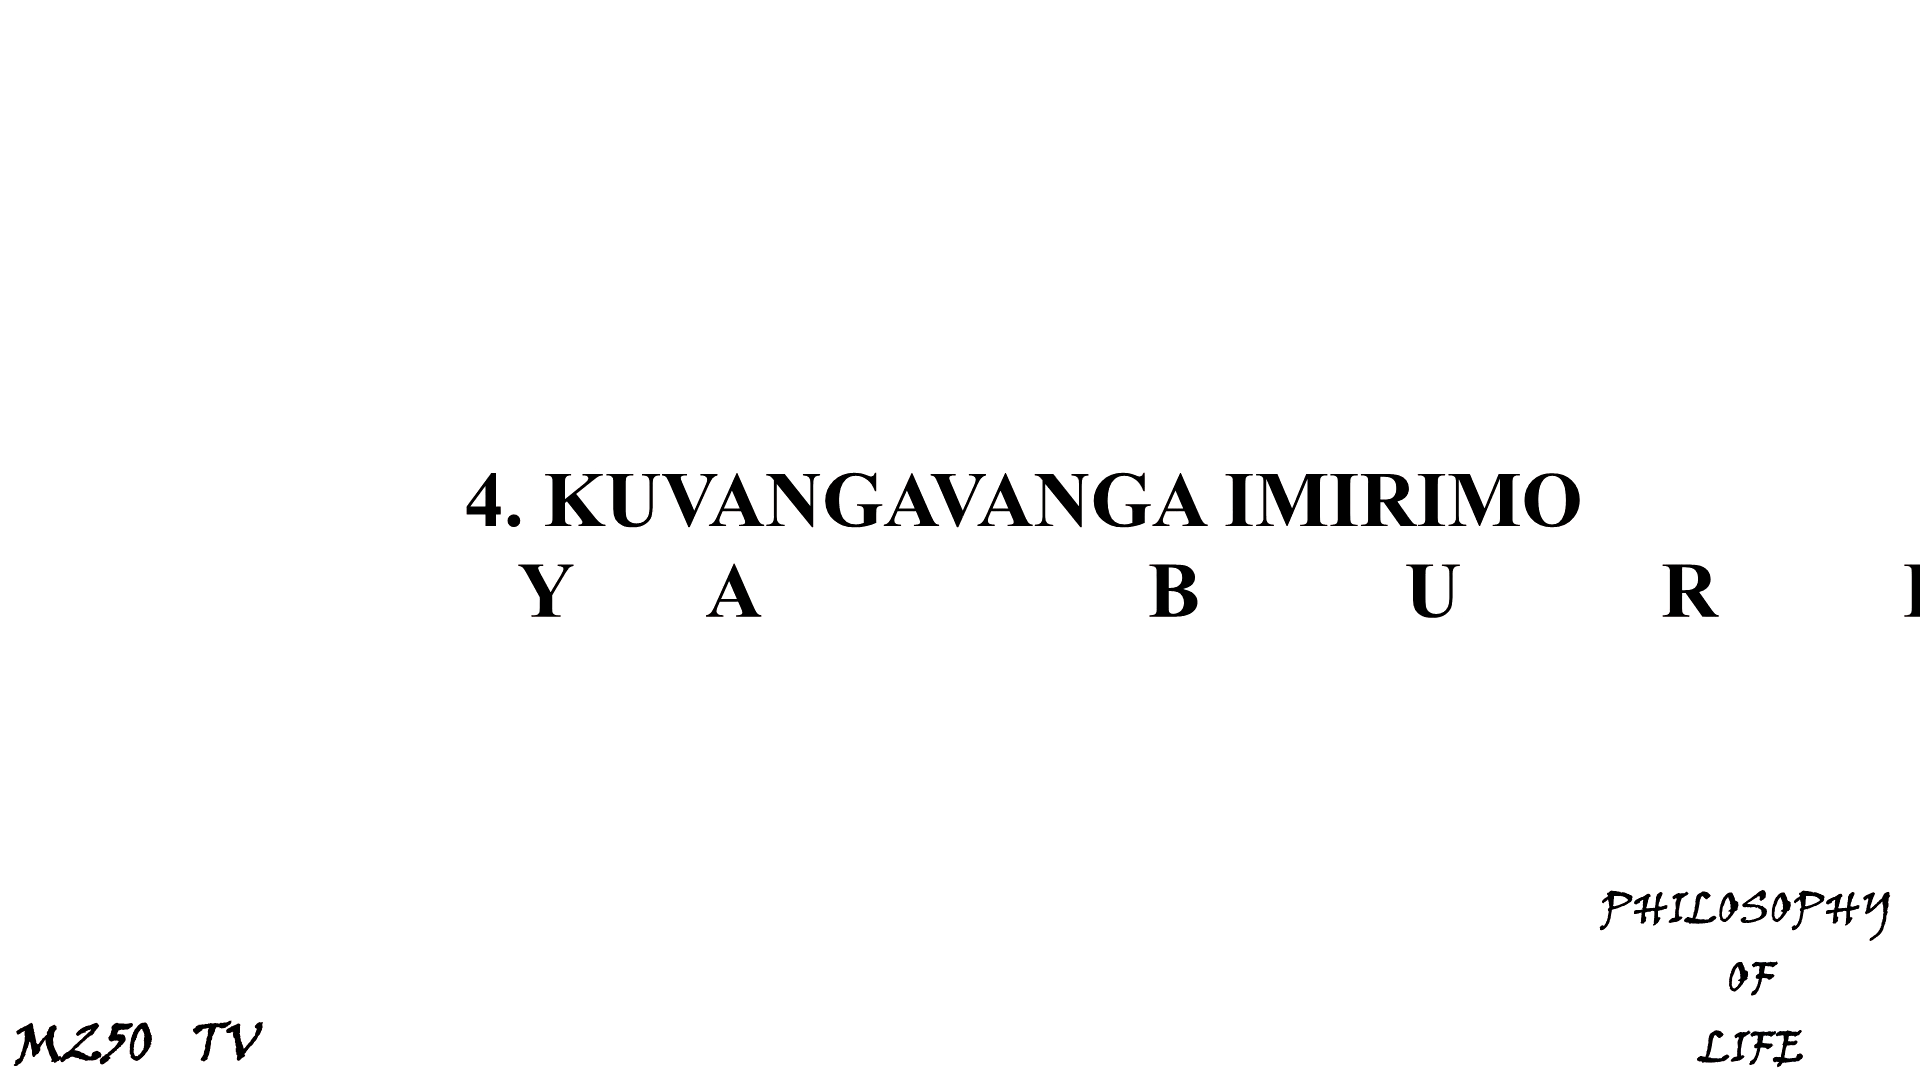 4. KUVANGAVANGA IMIRIMO
Y A B U R
PHILOSOPHY
OF
LIFE
MZ50 TV